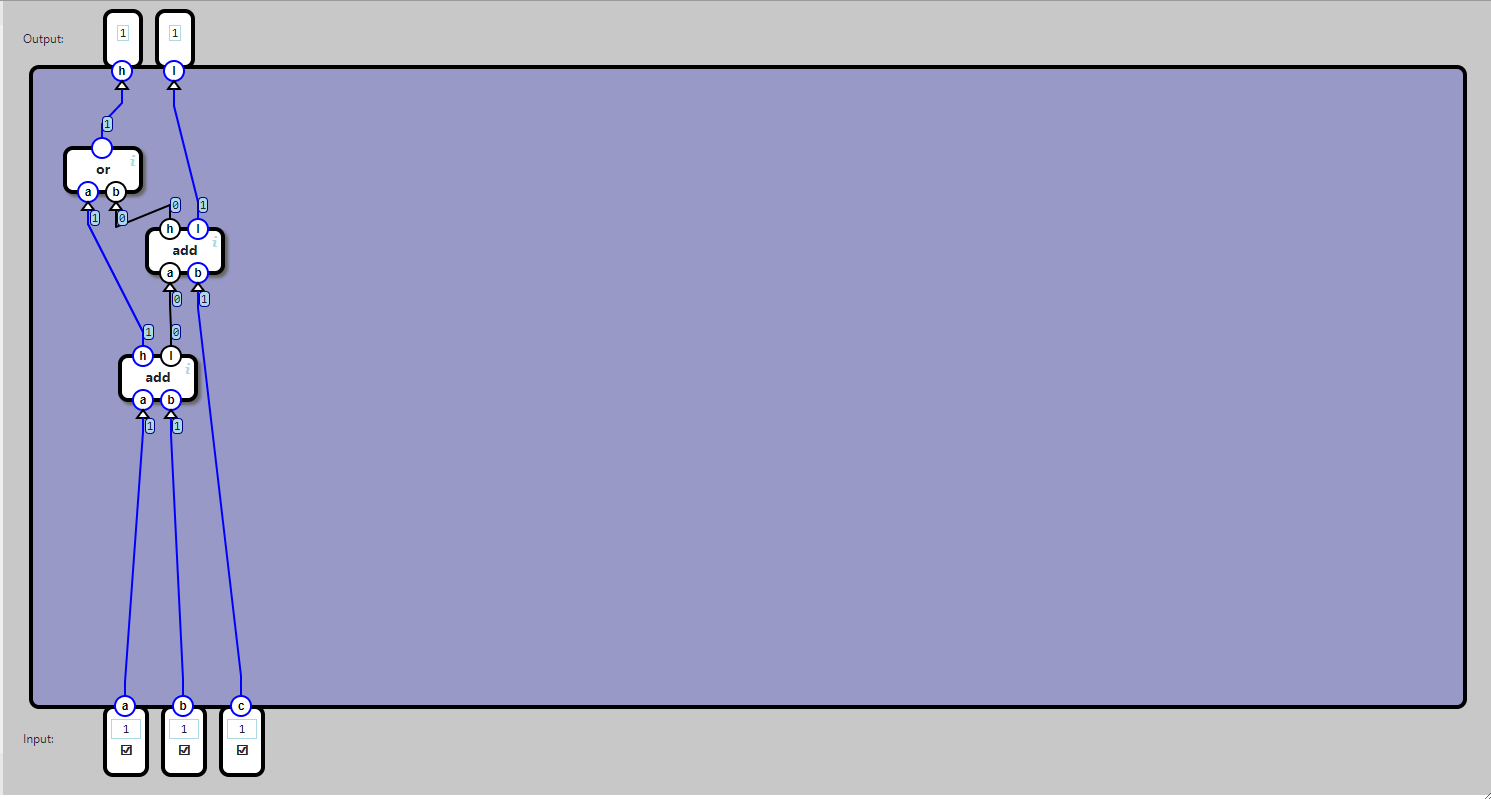 Output: 1 1
h l
1
or i
a b
0 1
1 0
h l
add i
a b
0 1
1 0
h l
add i
a b
1 1
a b c
1 1 1
Input: